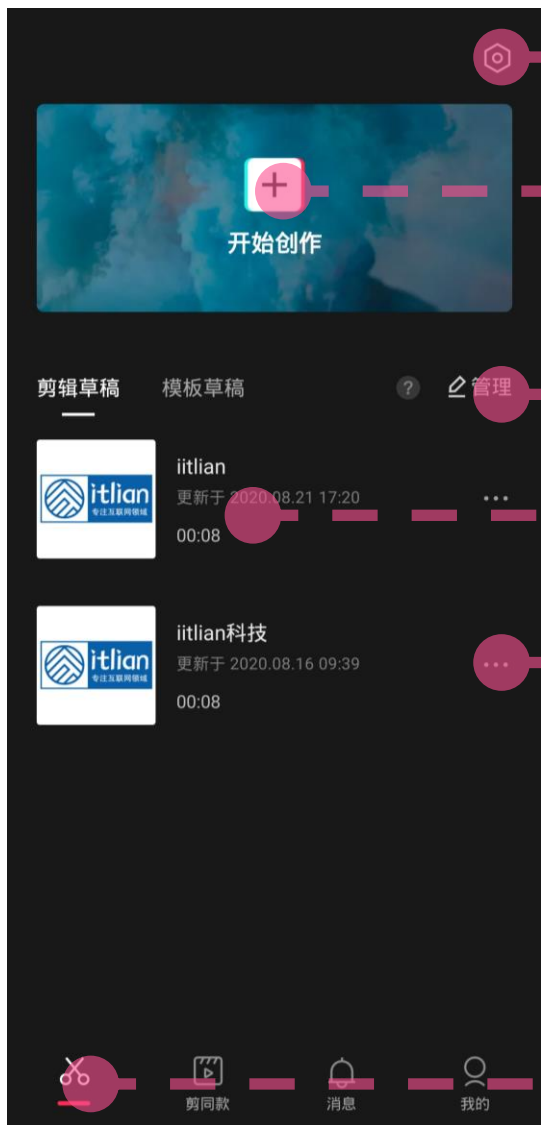 开始创作
剪辑草稿 模板草稿 ? 管理
itlian
专注互联网领域
iitlian
更新于 2020.08.21 17:20
00:08
itlian
专注互联网领域
iitlian科技
更新于 2020.08.16 09:39
00:08
剪同款 消息 我的